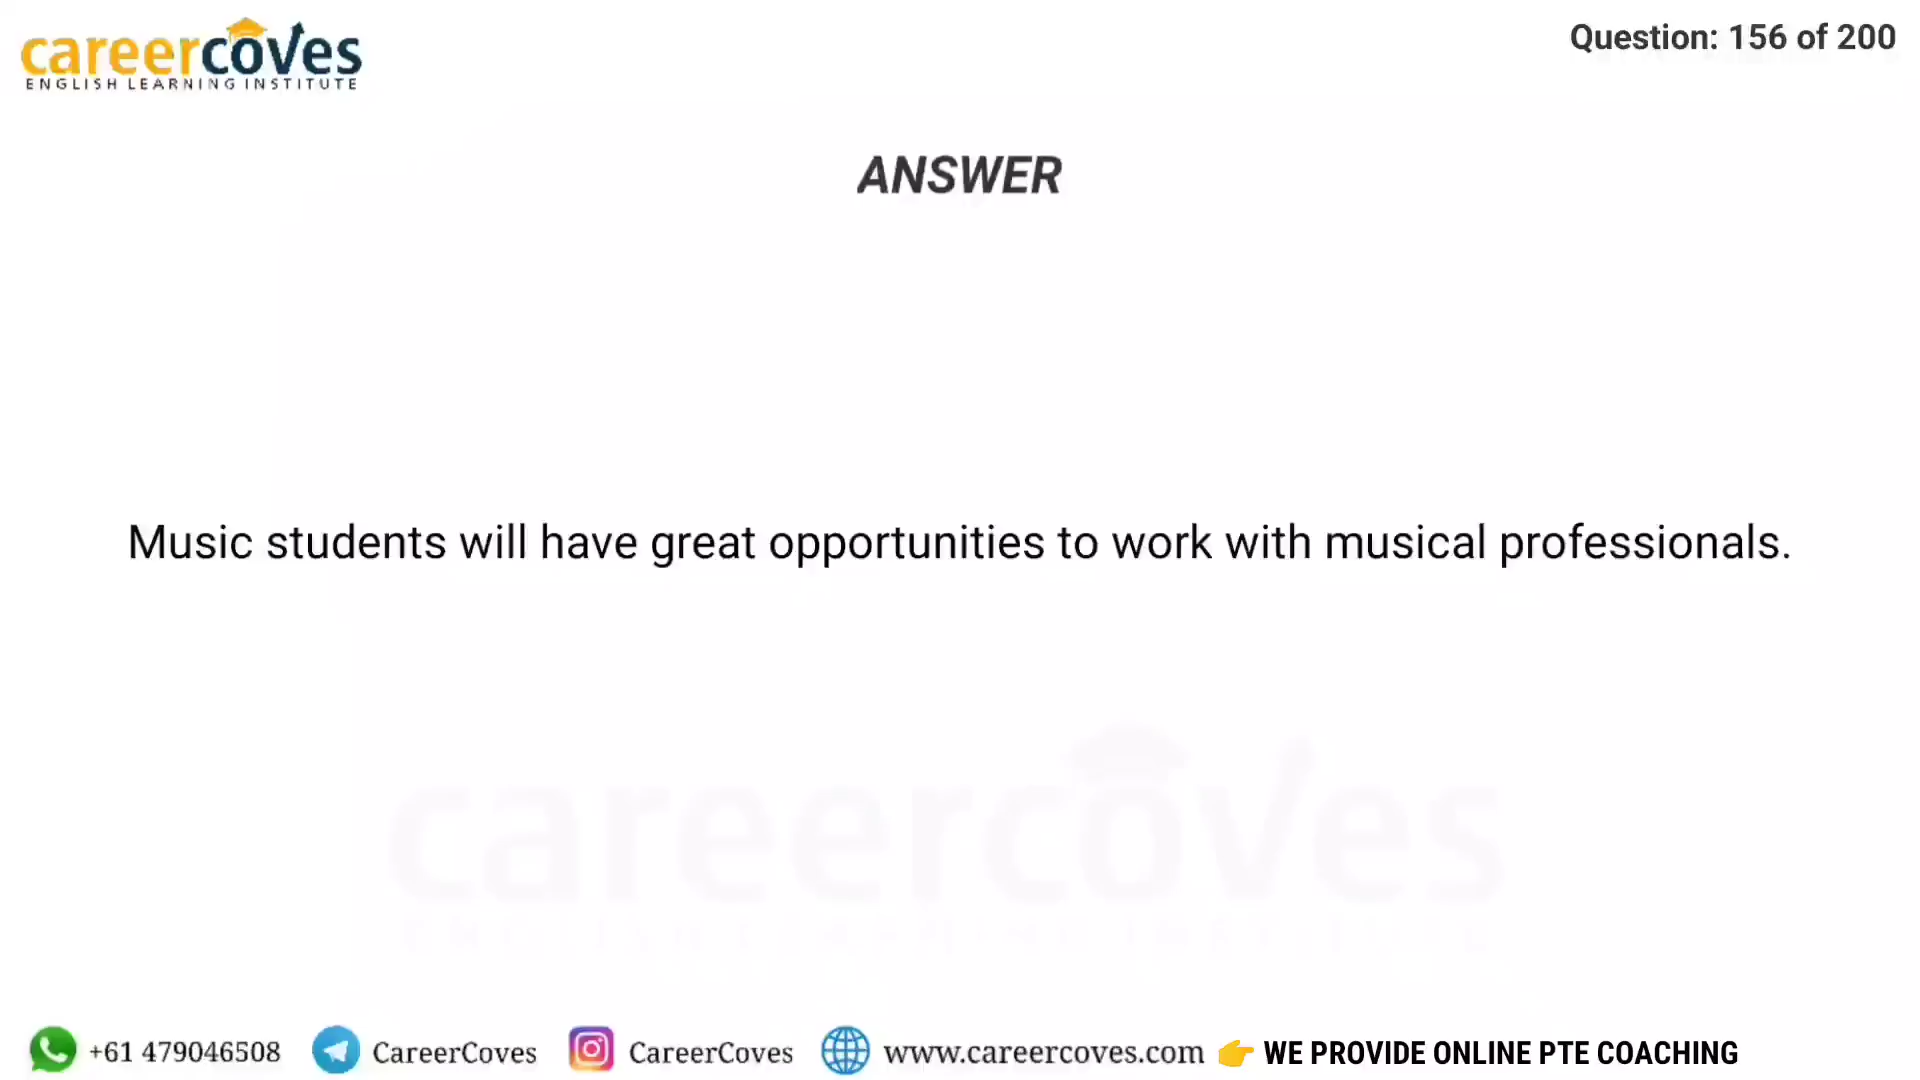 careercoves
ENGLISH LEARNING INSTITUTE
Question: 156 of 200
ANSWER
Music students will have great opportunities to work with musical professionals.
careercoves
+61 479046508 CareerCoves CareerCoves www.careercoves.com 👉 WE PROVIDE ONLINE PTE COACHING